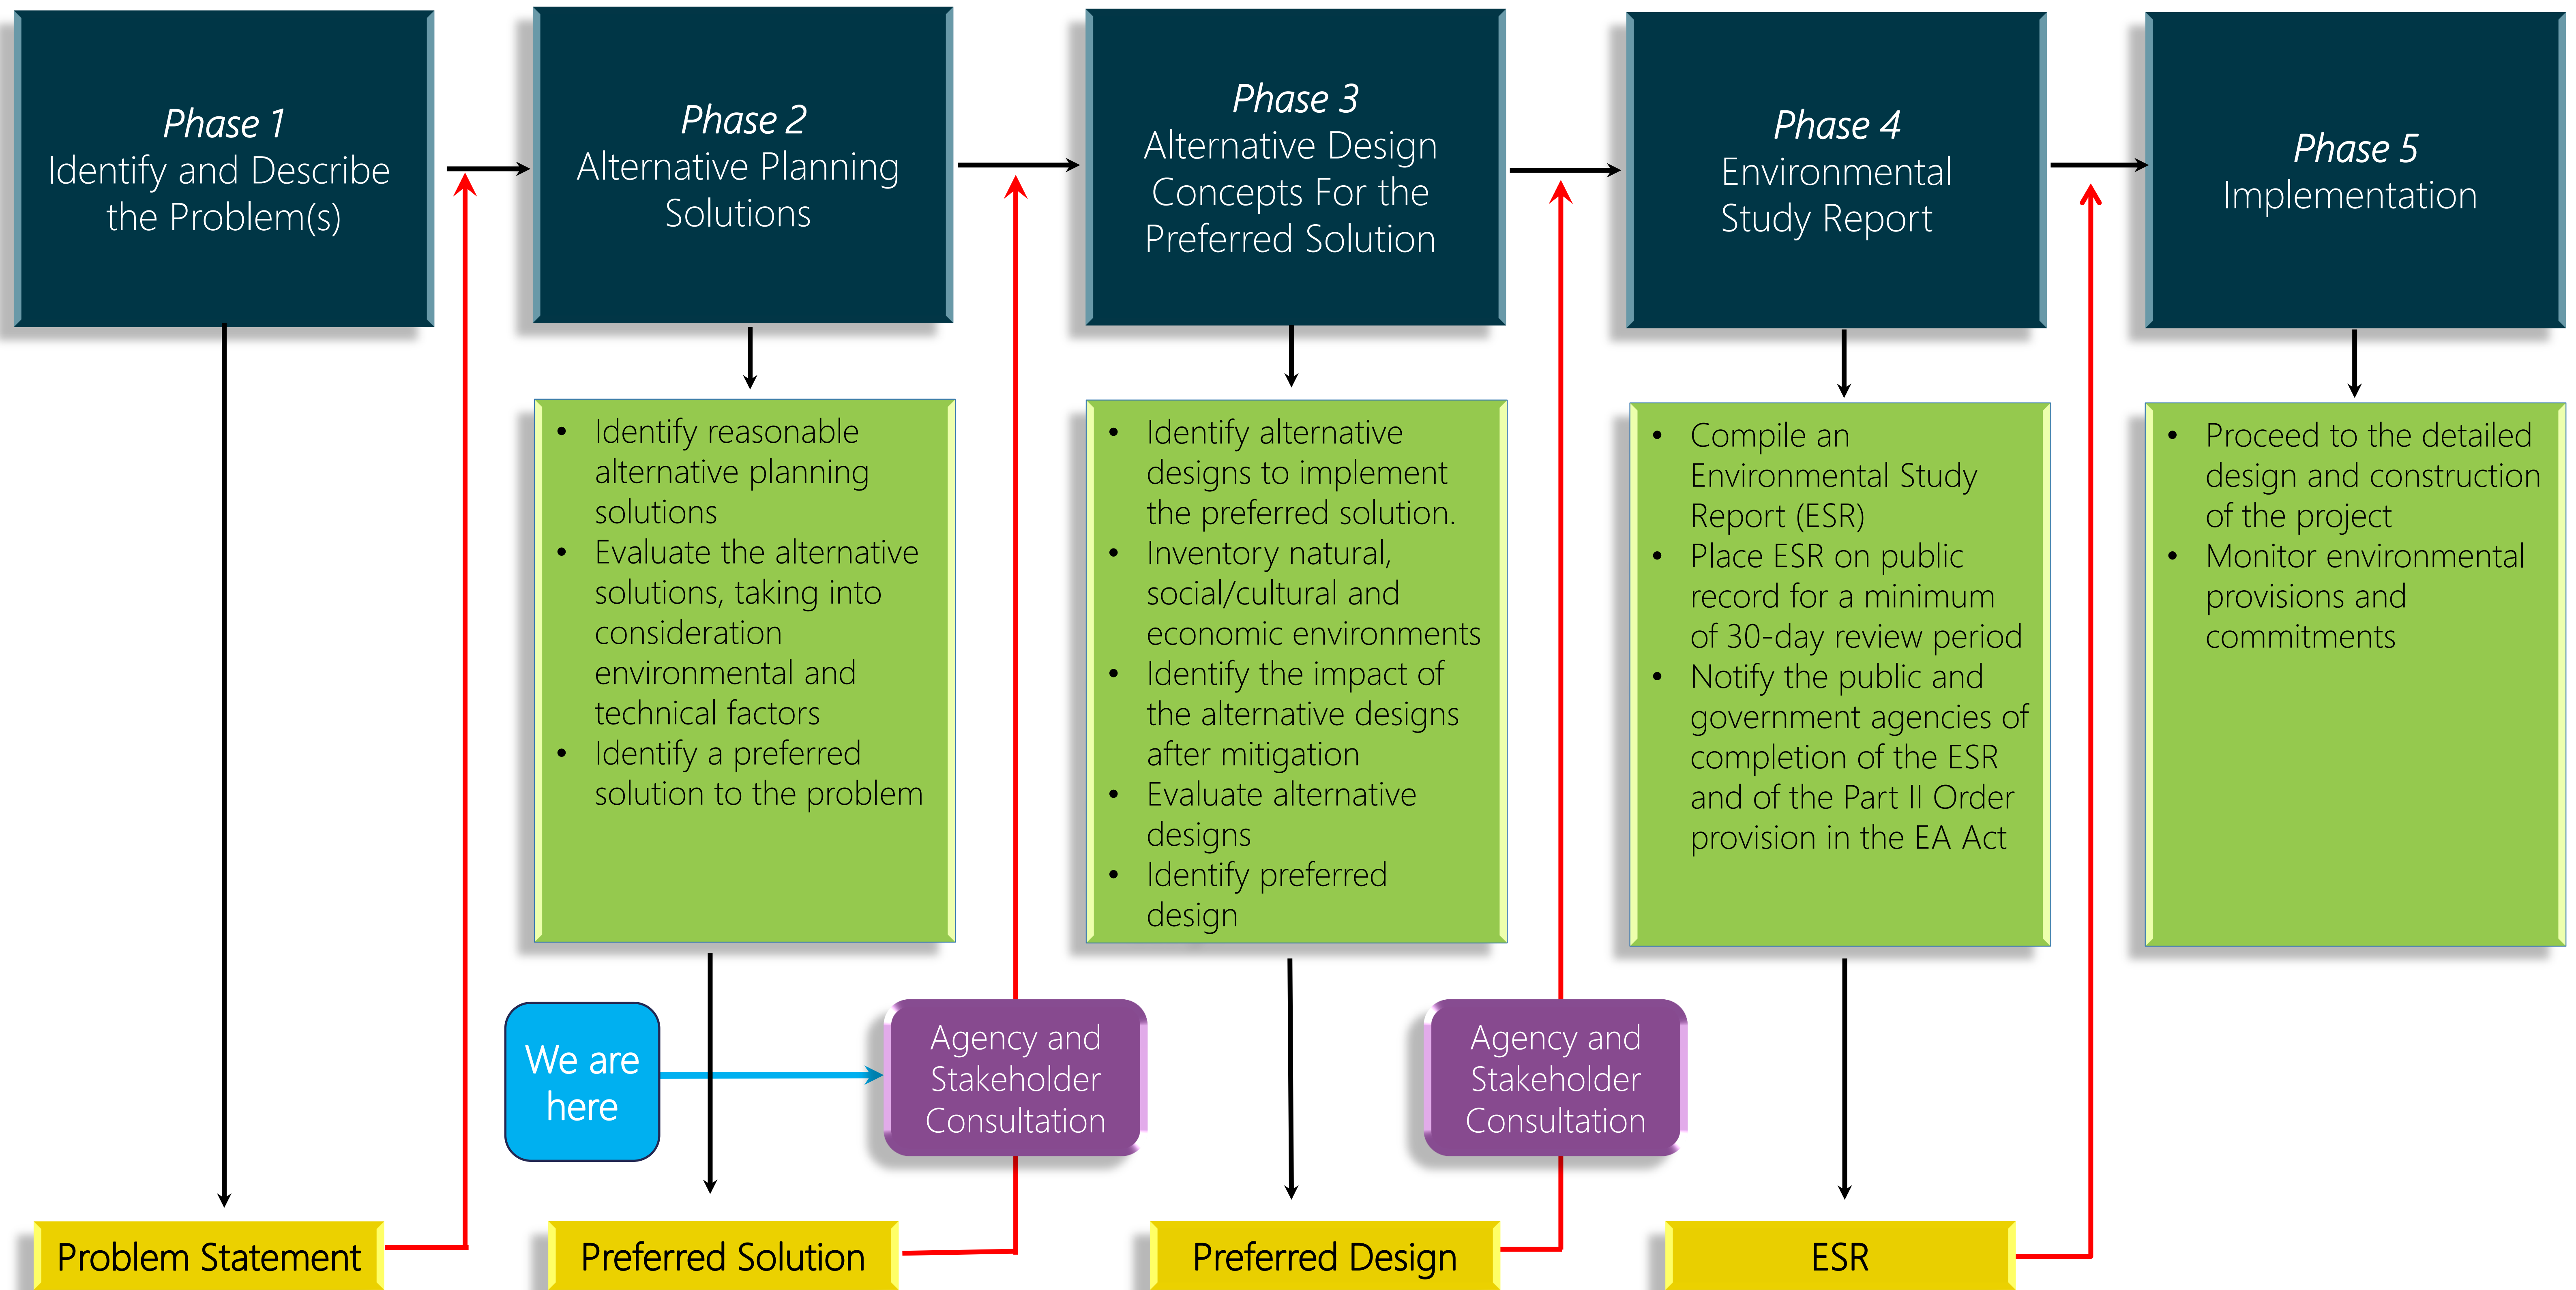 Phase 1
Identify and Describe
the Problem(s)
Phase 2
Alternative Planning
Solutions
Phase 3
Alternative Design
Concepts For the
Preferred Solution
Phase 4
Environmental
Study Report
Phase 5
Implementation
• Identify reasonable
alternative planning
solutions
• Evaluate the alternative
solutions, taking into
consideration
environmental and
technical factors
• Identify a preferred
solution to the problem
• Identify alternative
designs to implement
the preferred solution.
• Inventory natural,
social/cultural and
economic environments
• Identify the impact of
the alternative designs
after mitigation
• Evaluate alternative
designs
• Identify preferred
design
• Compile an
Environmental Study
Report (ESR)
• Place ESR on public
record for a minimum
of 30-day review period
• Notify the public and
government agencies of
completion of the ESR
and of the Part II Order
provision in the EA Act
• Proceed to the detailed
design and construction
of the project
• Monitor environmental
provisions and
commitments
We are
here
Agency and
Stakeholder
Consultation
Agency and
Stakeholder
Consultation
Problem Statement
Preferred Solution
Preferred Design
ESR